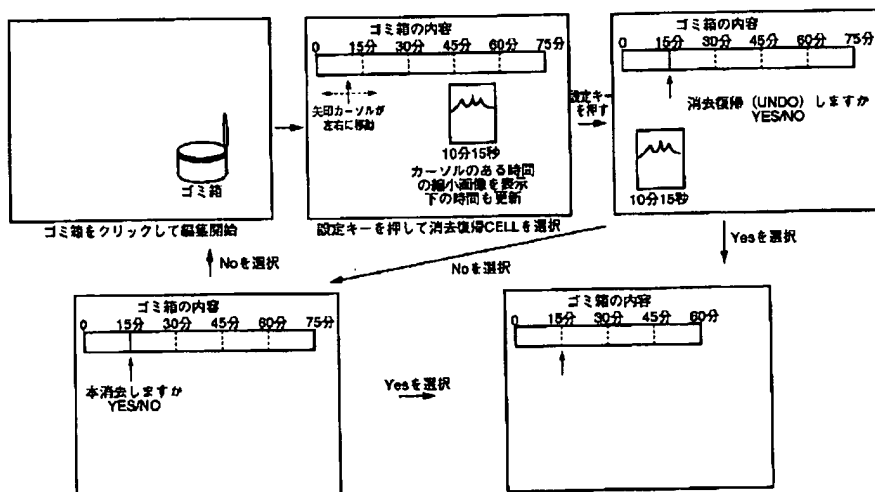 ゴミ箱
ゴミ箱をクリックして編集開始
ゴミ箱の内容
0 15分 30分 45分 60分 75分
矢印カーソルが
左右に移動
10分15秒
カーソルのある時間
の縮小画像を表示
下の時間も更新
設定キーを押して消去復帰CELLを選択
設定キー
を押す
ゴミ箱の内容
0 15分 30分 45分 60分 75分
消去復帰（UNDO）しますか
YES/NO
10分15秒
Noを選択
Noを選択
Yesを選択
ゴミ箱の内容
0 15分 30分 45分 60分 75分
本消去しますか
YES/NO
Yesを選択
ゴミ箱の内容
0 15分 30分 45分 60分